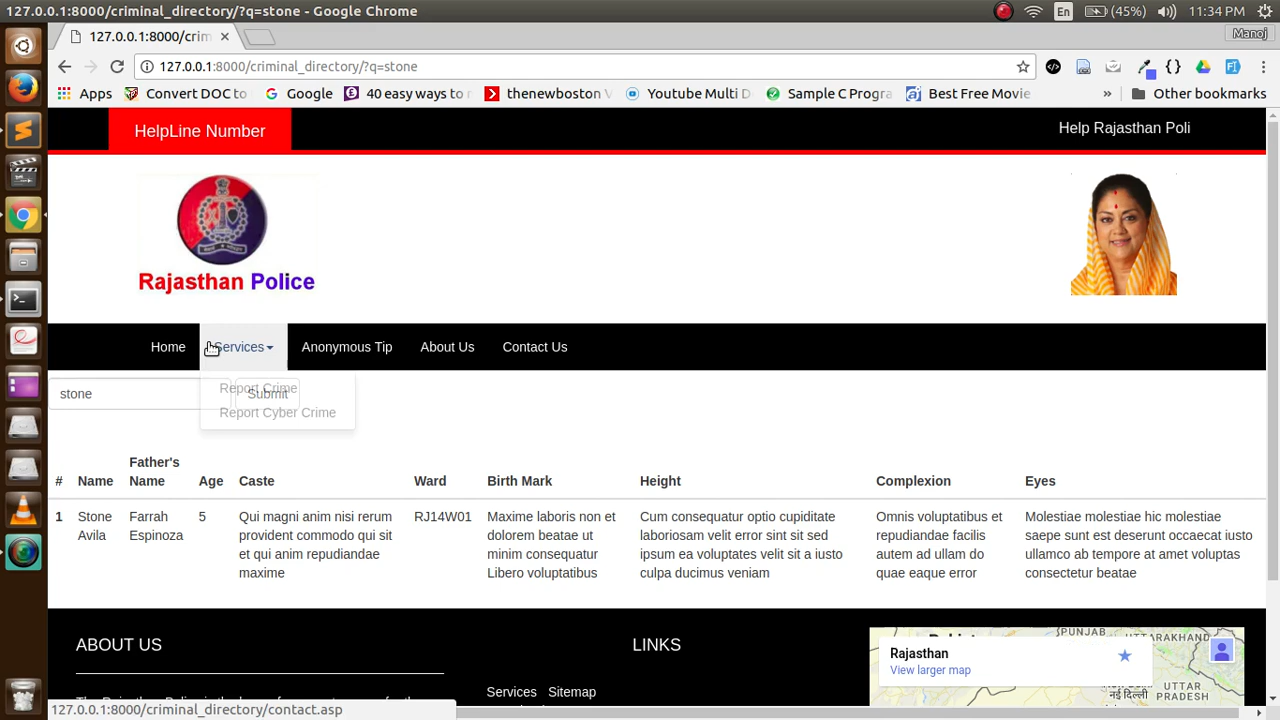 127.0.0.1:8000/criminal_directory/?q=stone - Google Chrome
En (45%) 11:34 PM
127.0.0.1:8000/crim
Manoj
127.0.0.1:8000/criminal_directory/?q=stone
Apps Convert DOC to Google 40 easy ways to r thenewboston V Youtube Multi D Sample C Progra Best Free Movie » Other bookmarks
HelpLine Number Help Rajasthan Poli
Rajasthan Police
Home Services Anonymous Tip About Us Contact Us
stone Submit
Report Crime
Report Cyber Crime
# Name Father's Name Age Caste Ward Birth Mark Height Complexion Eyes
1 Stone Farrah 5 Qui magni anim nisi rerum RJ14W01 Maxime laboris non et Cum consequatur optio cupiditate Omnis voluptatibus et Molestiae molestiae hic molestiae
Avila Espinoza provident commodo qui sit dolorem beatae ut laboriosam velit error sint sit sed repudiandae facilis saepe sunt est deserunt occaecat iusto
et qui anim repudiandae minim consequatur ipsum ea voluptates velit sit a iusto autem ad ullam do ullamco ab tempore at amet voluptas
maxime Libero voluptatibus culpa ducimus veniam quae eaque error consectetur beatae
ABOUT US LINKS
Services Sitemap
Rajasthan
View larger map
PUNJAB
UTTARAKHAND
नई दिल्ली
UTTAR
PRADESH
127.0.0.1:8000/criminal_directory/contact.asp